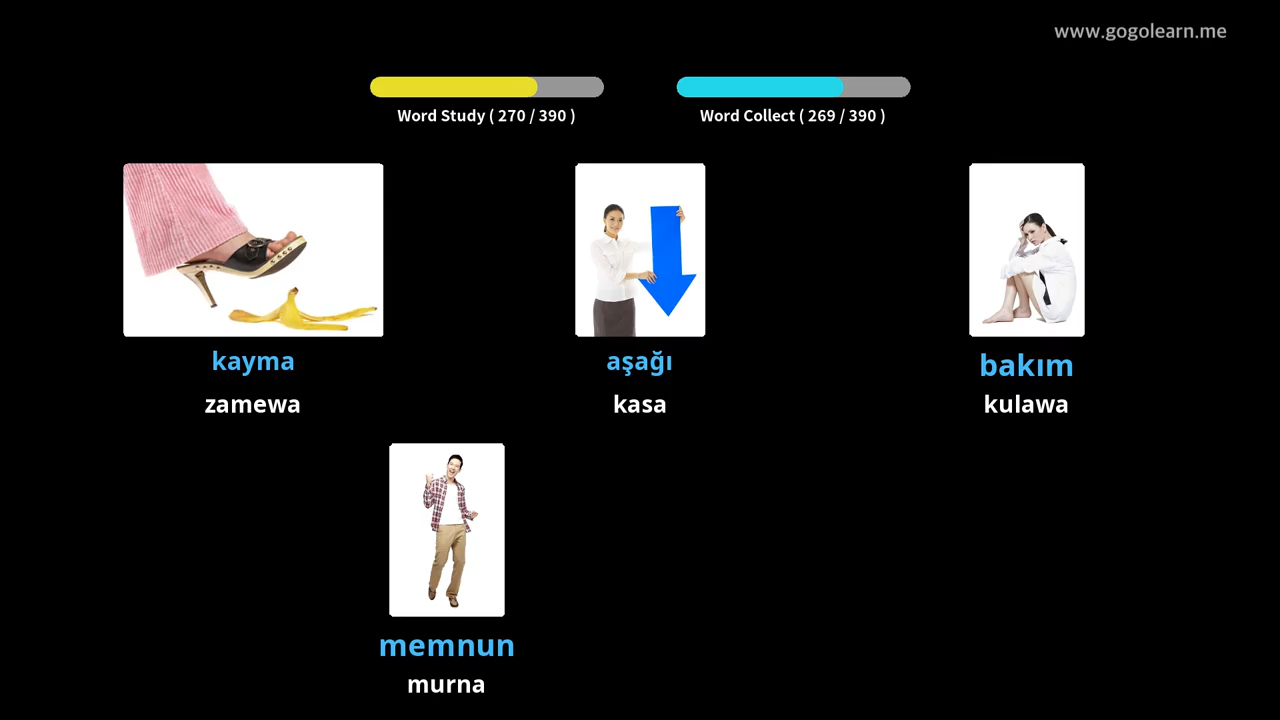 www.gogolearn.me
Word Study ( 270 / 390 )
Word Collect ( 269 / 390 )
kayma
zamewa
aşağı
kasa
bakım
kulawa
memnun
murna